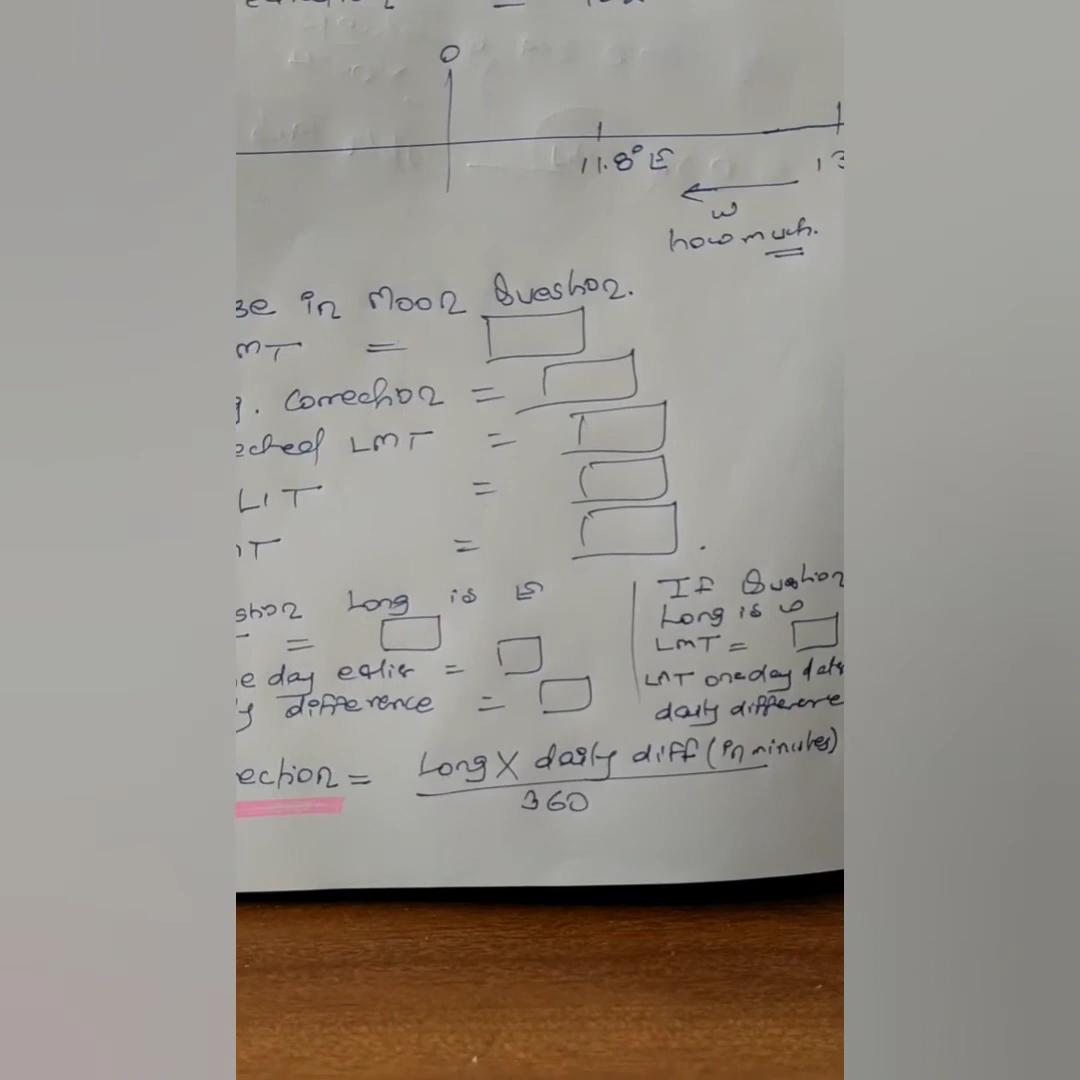 0
11.8° E 13
W
how much.
se in Moon Question.
MT =
g. Correction =
ected LMT =
LIT =
MT =
stion Long is E
=
e day earlier =
y difference =
If Question
Long is W
LMT =
LMT one day late
daily difference
ection = Long X daily diff (in minutes)
360